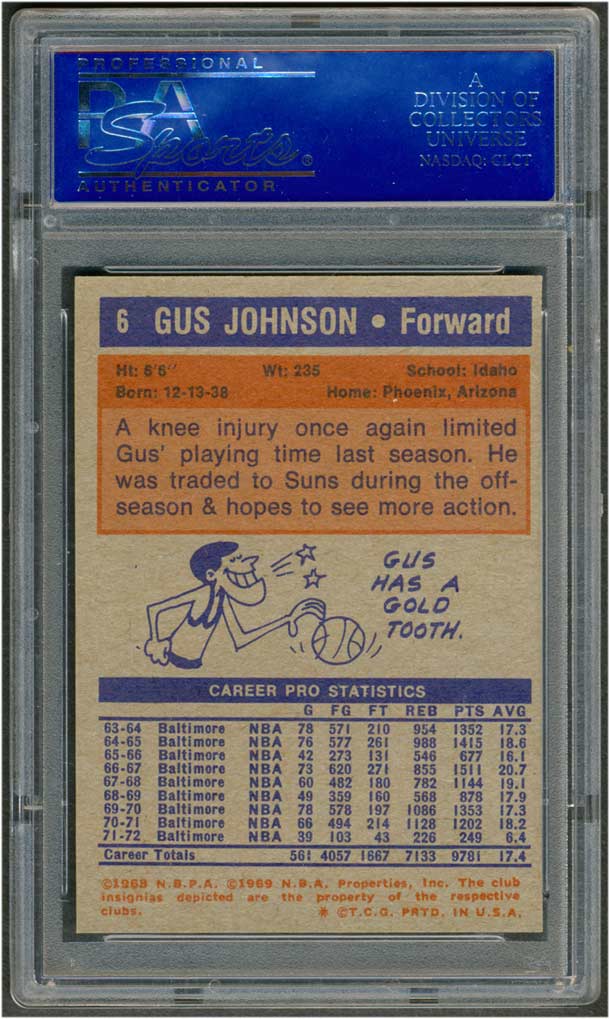 PROFESSIONAL
PSA
Sports®
AUTHENTICATOR
A
DIVISION OF
COLLECTORS
UNIVERSE
NASDAQ: CLCT
6 GUS JOHNSON • Forward
Ht: 6'6" Wt: 235 School: Idaho
Born: 12-13-38 Home: Phoenix, Arizona
A knee injury once again limited
Gus' playing time last season. He
was traded to Suns during the off-
season & hopes to see more action.
GUS
HAS A
GOLD
TOOTH.
CAREER PRO STATISTICS
G FG FT REB PTS AVG
63-64 Baltimore NBA 78 571 210 954 1352 17.3
64-65 Baltimore NBA 76 577 261 988 1415 18.6
65-66 Baltimore NBA 42 273 131 546 677 16.1
66-67 Baltimore NBA 73 620 271 855 1511 20.7
67-68 Baltimore NBA 60 482 180 782 1144 19.1
68-69 Baltimore NBA 49 359 160 568 878 17.9
69-70 Baltimore NBA 78 578 197 1086 1353 17.3
70-71 Baltimore NBA 66 494 214 1128 1202 18.2
71-72 Baltimore NBA 39 103 43 226 249 6.4
Career Totals 561 4057 1667 7133 9781 17.4
©1968 N.B.P.A. ©1969 N.B.A. Properties, Inc. The club
insignias depicted are the property of the respective
clubs. * ©T.C.G. PRTD. IN U.S.A.